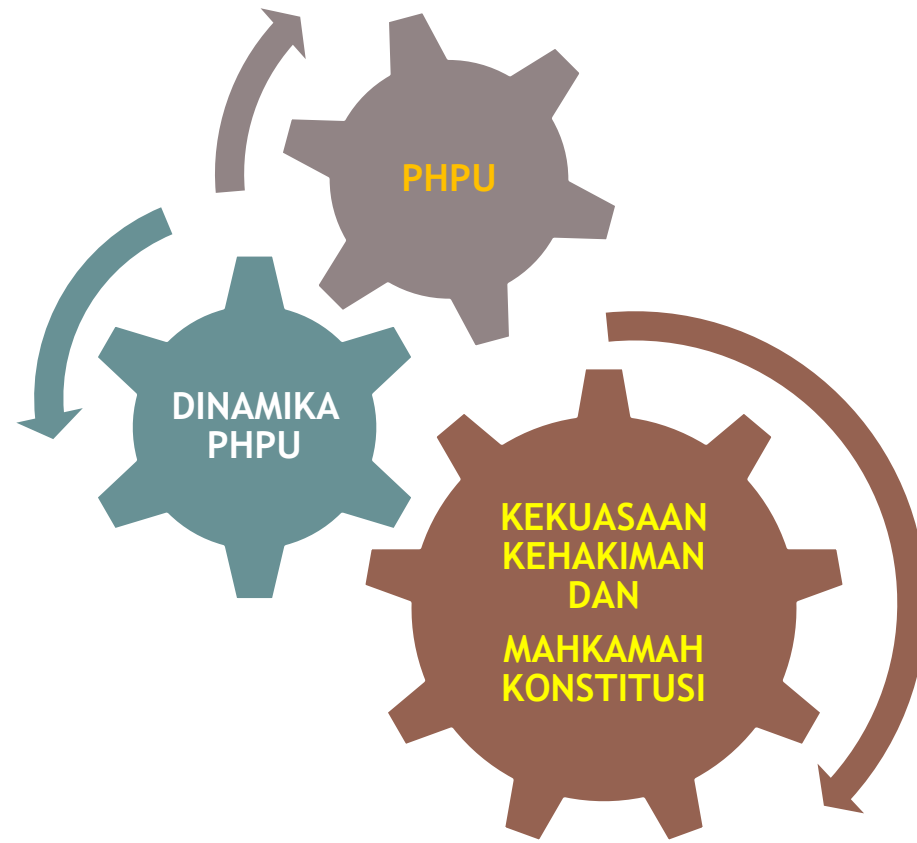 PHPU
DINAMIKA
PHPU
KEKUASAAN
KEHAKIMAN
DAN
MAHKAMAH
KONSTITUSI